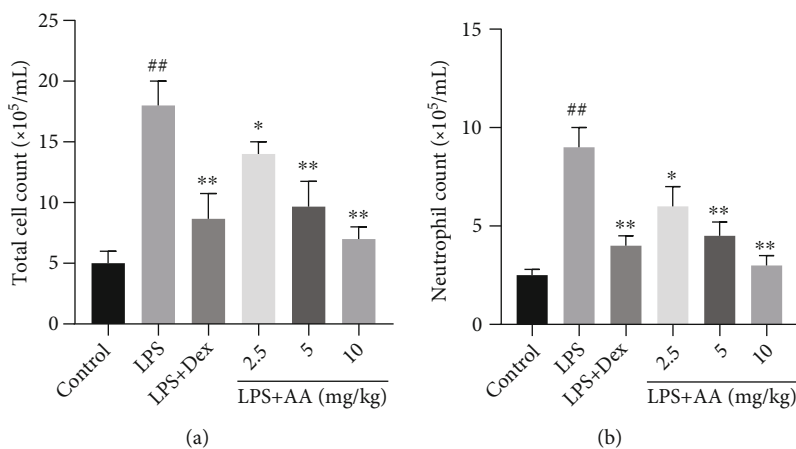 Total cell count (×10⁵/mL)
25
20
15
10
5
0
##
**
*
**
**
Control
LPS
LPS+Dex
2.5
5
10
LPS+AA (mg/kg)
(a)
Neutrophil count (×10⁵/mL)
15
10
5
0
##
**
*
**
**
Control
LPS
LPS+Dex
2.5
5
10
LPS+AA (mg/kg)
(b)